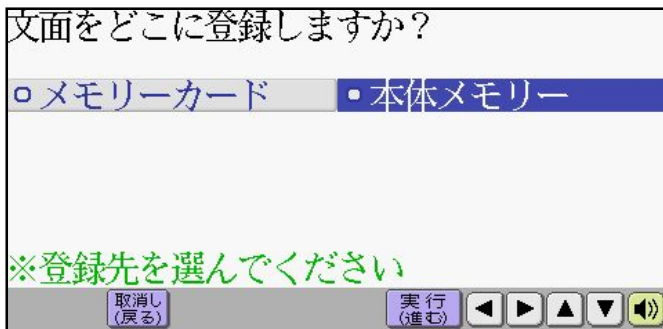 文面をどこに登録しますか？
メモリーカード 本体メモリー
※登録先を選んでください
取消し 実行
(戻る) (進む)